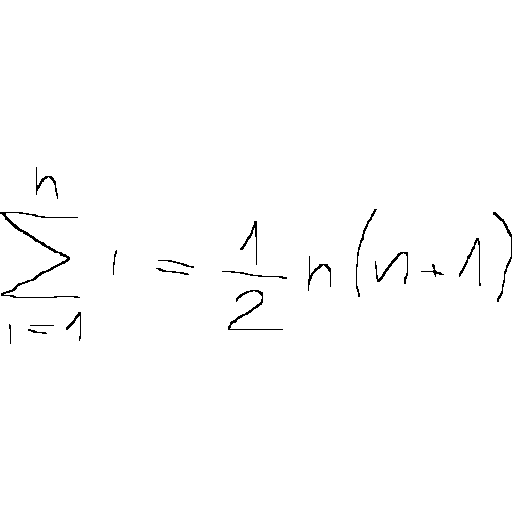 \sum_{i=1}^{n} i = \frac{1}{2} n (n + 1)